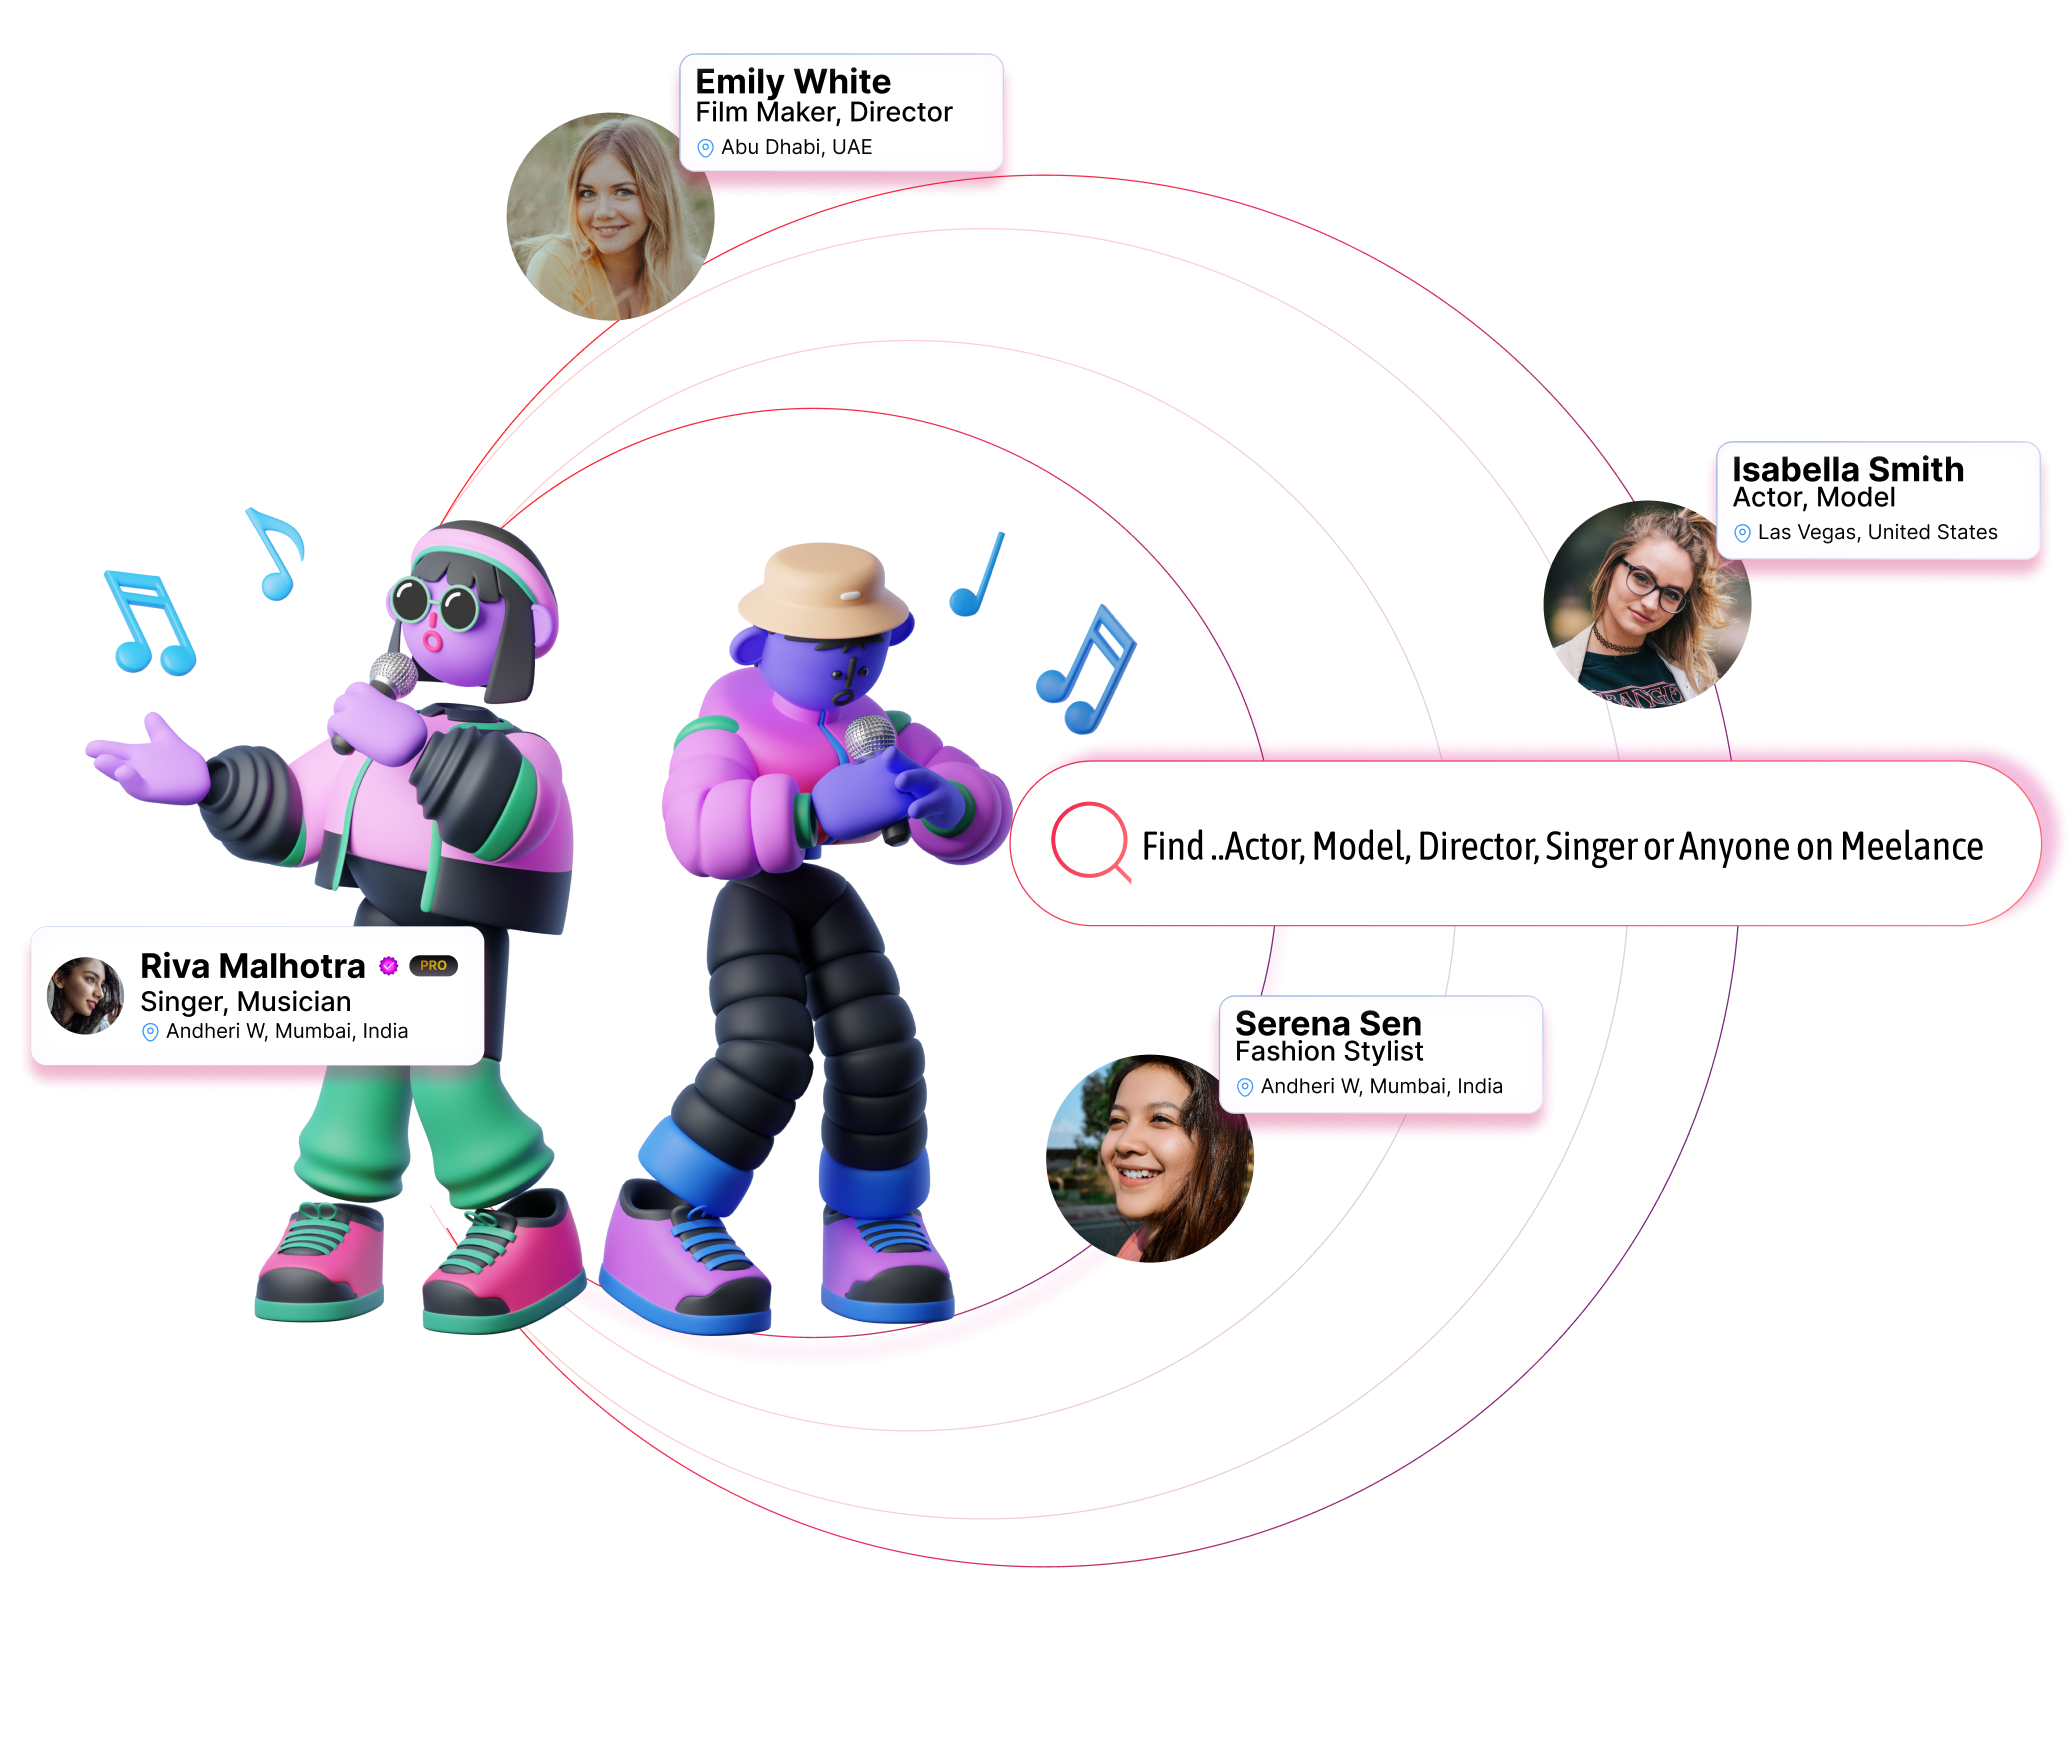 Emily White
Film Maker, Director
Abu Dhabi, UAE
Isabella Smith
Actor, Model
Las Vegas, United States
Find ..Actor, Model, Director, Singer or Anyone on Meelance
Riva Malhotra PRO
Singer, Musician
Andheri W, Mumbai, India
Serena Sen
Fashion Stylist
Andheri W, Mumbai, India